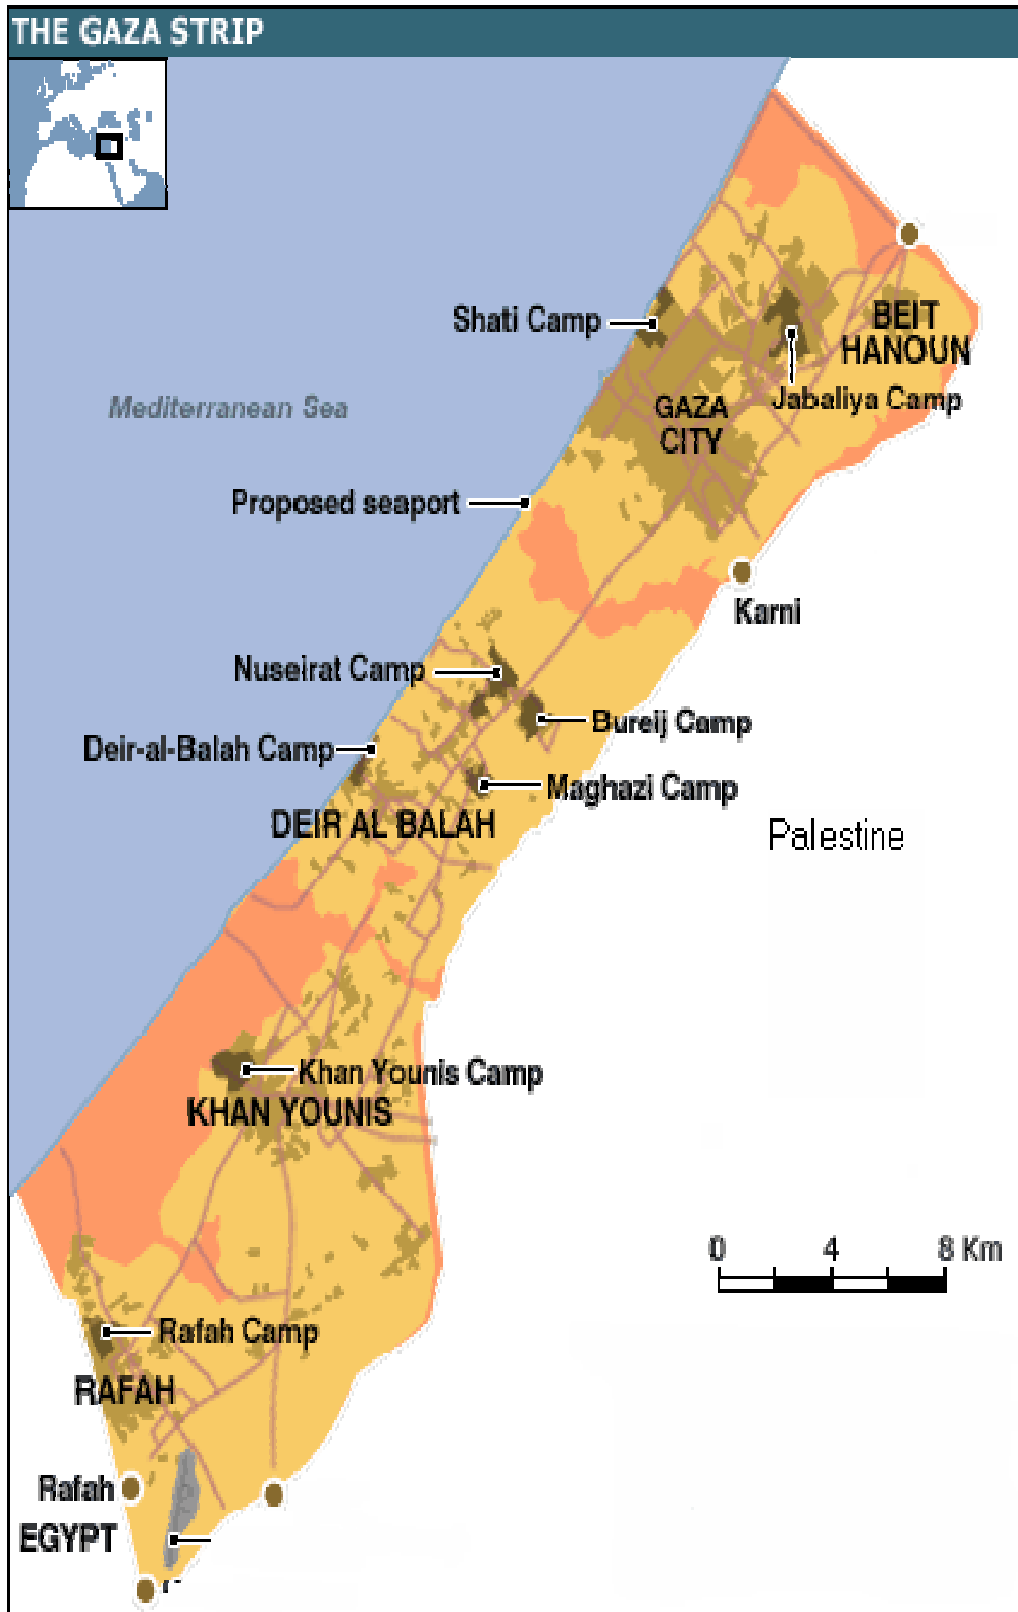 THE GAZA STRIP
Shati Camp
BEIT
HANOUN
Jabaliya Camp
Mediterranean Sea
GAZA
CITY
Proposed seaport
Karni
Nuseirat Camp
Bureij Camp
Deir-al-Balah Camp
Maghazi Camp
DEIR AL BALAH
Palestine
Khan Younis Camp
KHAN YOUNIS
0 4 8 Km
Rafah Camp
RAFAH
Rafah
EGYPT